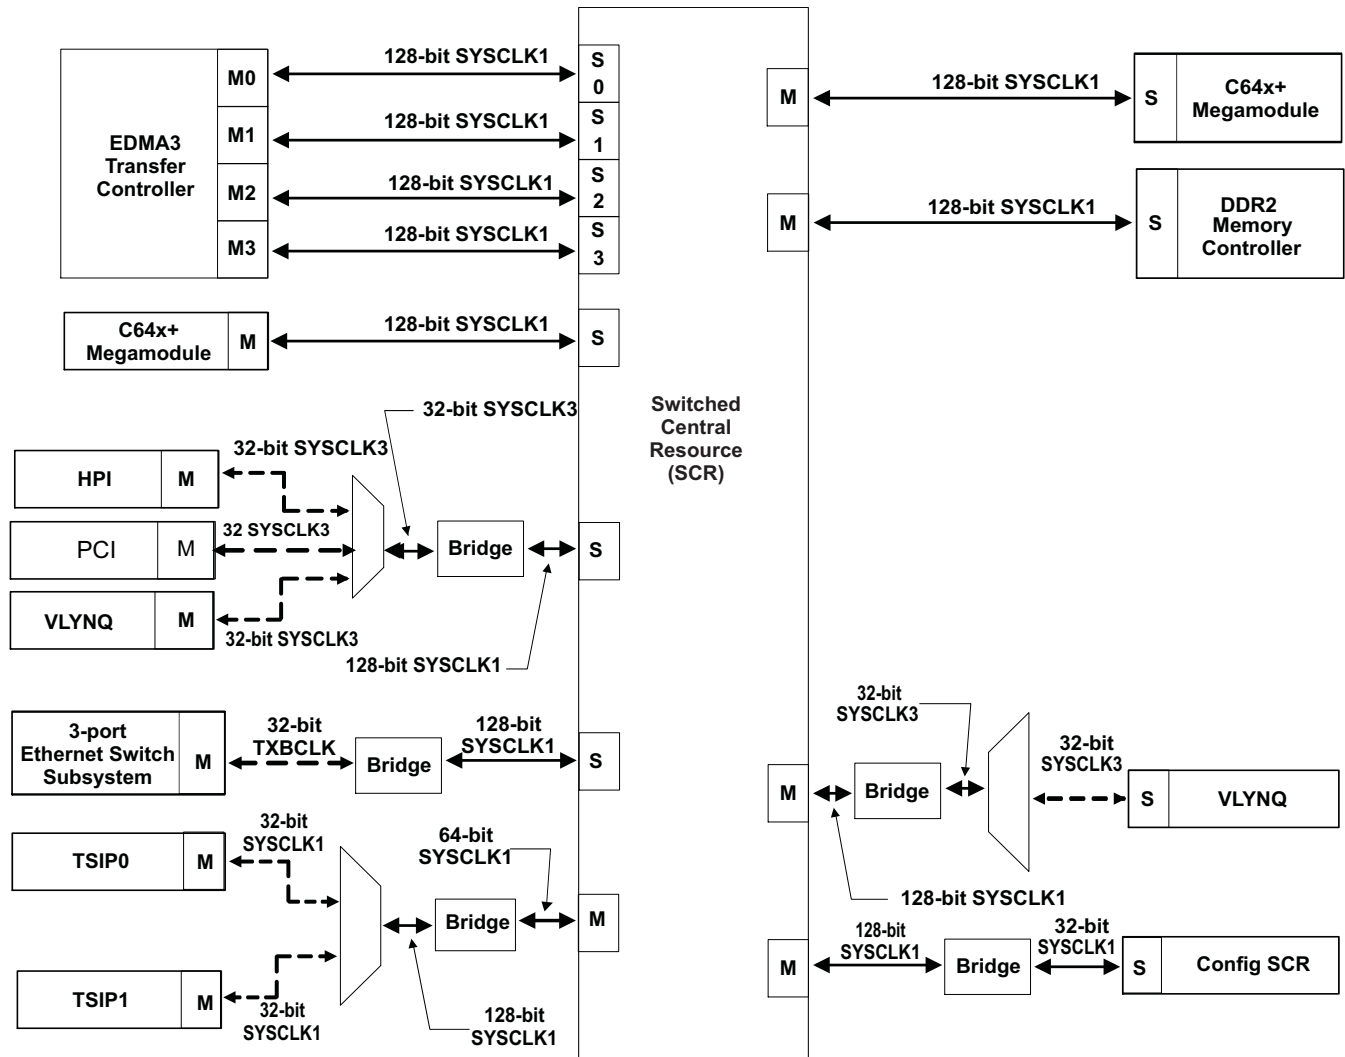 EDMA3
Transfer
Controller
M0
M1
M2
M3
128-bit SYSCLK1
128-bit SYSCLK1
128-bit SYSCLK1
128-bit SYSCLK1
S
0
S
1
S
2
S
3
C64x+
Megamodule
M
128-bit SYSCLK1
S
32-bit SYSCLK3
HPI
M
32-bit SYSCLK3
PCI
M
32 SYSCLK3
VLYNQ
M
32-bit SYSCLK3
Bridge
128-bit SYSCLK1
S
3-port
Ethernet Switch
Subsystem
M
32-bit
TXBCLK
Bridge
128-bit
SYSCLK1
S
TSIP0
M
32-bit
SYSCLK1
TSIP1
M
32-bit
SYSCLK1
Bridge
64-bit
SYSCLK1
128-bit
SYSCLK1
M
Switched
Central
Resource
(SCR)
M
128-bit SYSCLK1
S
C64x+
Megamodule
M
128-bit SYSCLK1
S
DDR2
Memory
Controller
M
Bridge
32-bit
SYSCLK3
128-bit SYSCLK1
32-bit
SYSCLK3
S
VLYNQ
M
128-bit
SYSCLK1
Bridge
32-bit
SYSCLK1
S
Config SCR